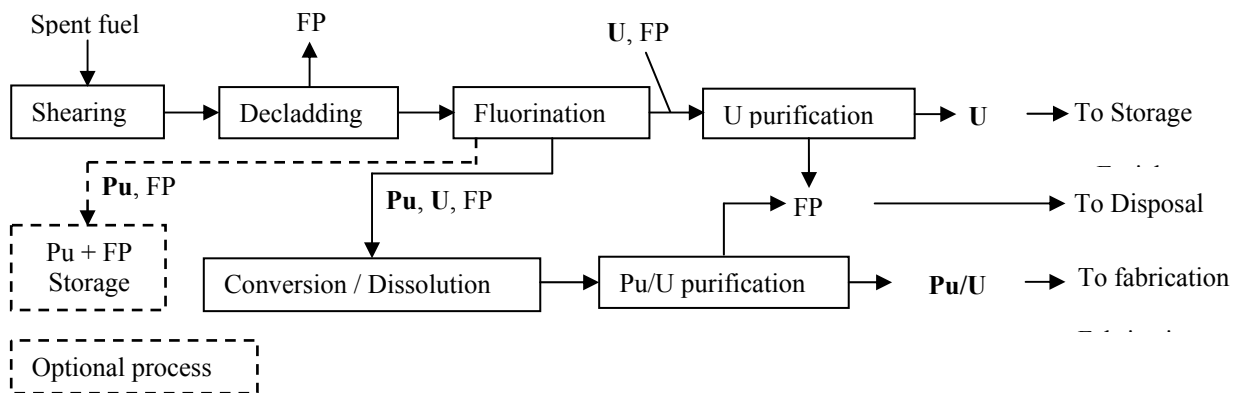 Spent fuel
FP
U, FP
Shearing
Decladding
Fluorination
U purification
U
To Storage
Pu, FP
Pu, U, FP
FP
To Disposal
Pu + FP
Storage
Conversion / Dissolution
Pu/U purification
Pu/U
To fabrication
Optional process